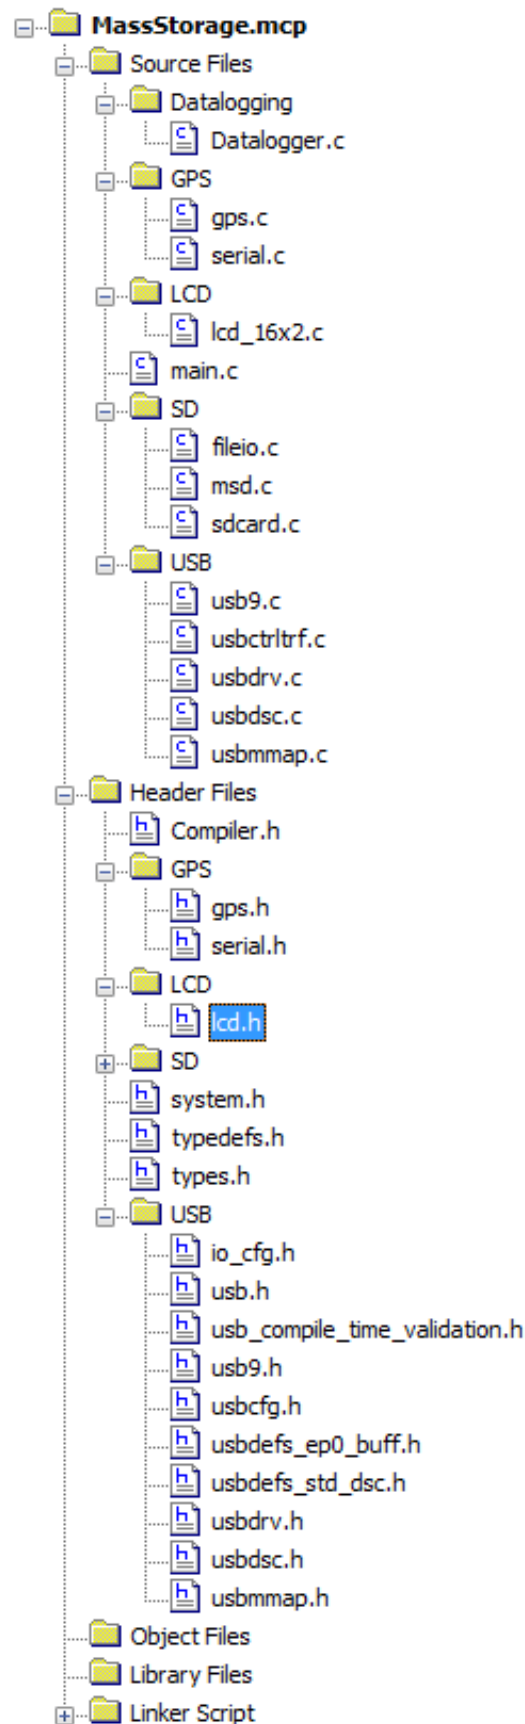 MassStorage.mcp
Source Files
Datalogging
Datalogger.c
GPS
gps.c
serial.c
LCD
lcd_16x2.c
main.c
SD
fileio.c
msd.c
sdcard.c
USB
usb9.c
usbctrltrf.c
usbdrv.c
usbdsc.c
usbmmap.c
Header Files
Compiler.h
GPS
gps.h
serial.h
LCD
lcd.h
SD
system.h
typedefs.h
types.h
USB
io_cfg.h
usb.h
usb_compile_time_validation.h
usb9.h
usbcfg.h
usbdefs_ep0_buff.h
usbdefs_std_dsc.h
usbdrv.h
usbdsc.h
usbmmap.h
Object Files
Library Files
Linker Script